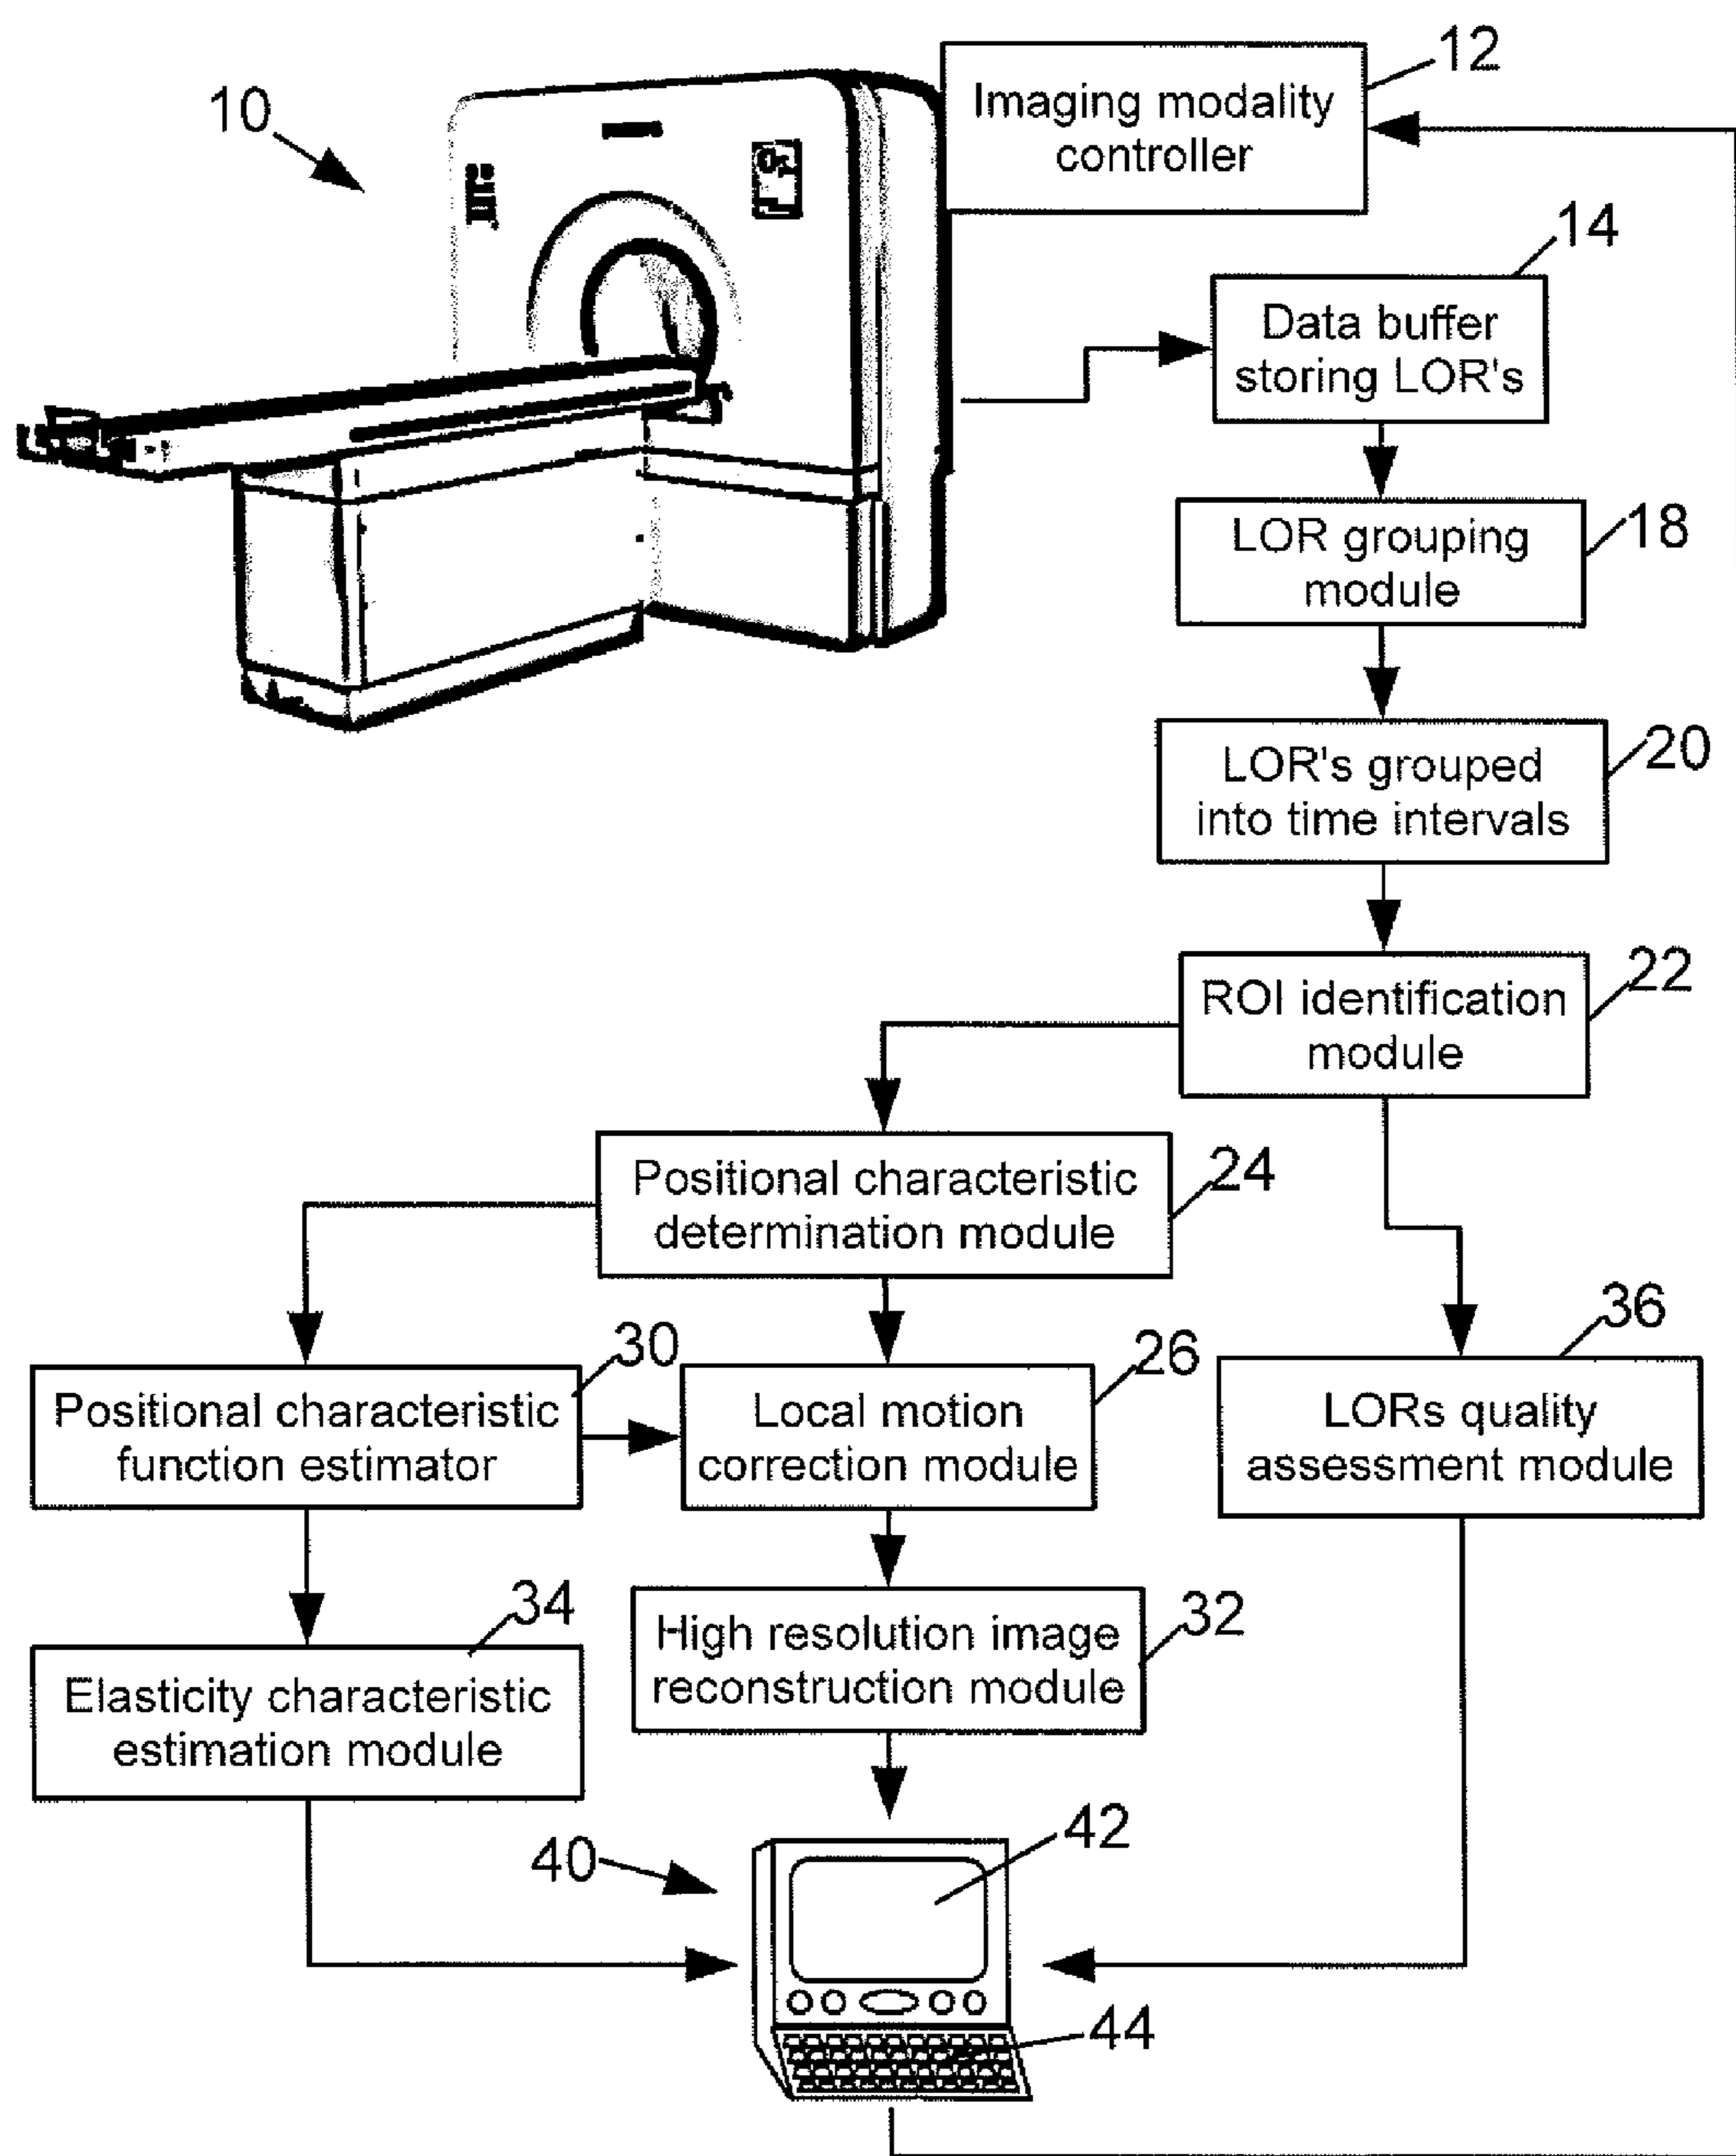 12
Imaging modality
controller
10
14
Data buffer
storing LOR's
18
LOR grouping
module
20
LOR's grouped
into time intervals
22
ROI identification
module
24
Positional characteristic
determination module
30
Positional characteristic
function estimator
26
Local motion
correction module
36
LORs quality
assessment module
34
Elasticity characteristic
estimation module
32
High resolution image
reconstruction module
40
42
44